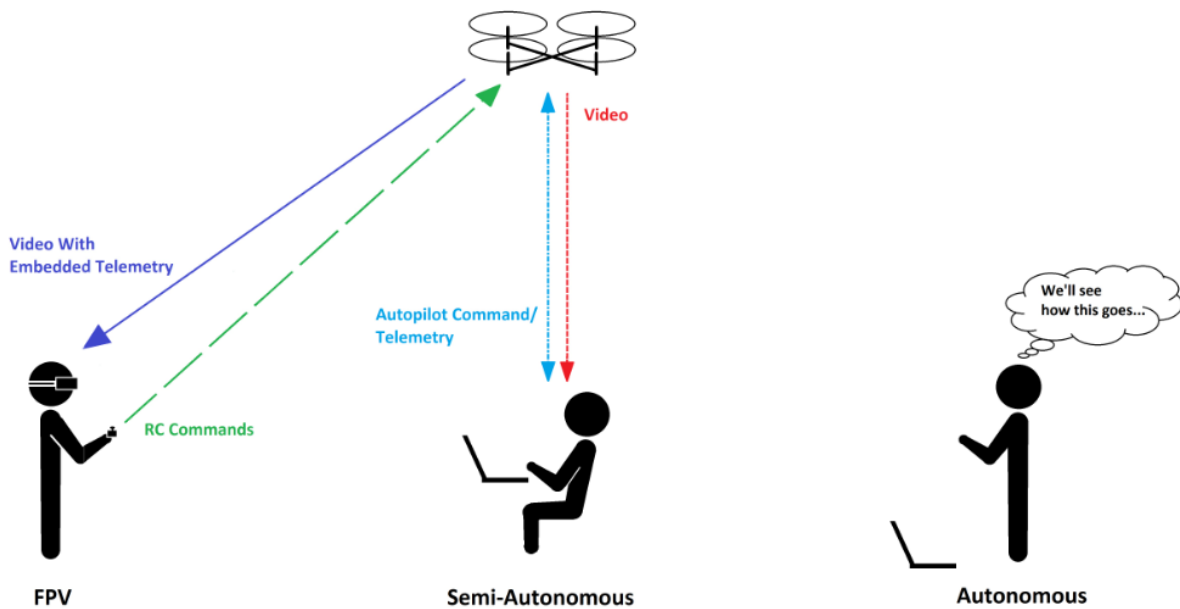 Video
Video With
Embedded Telemetry
Autopilot Command/
Telemetry
We'll see
how this goes...
RC Commands
FPV
Semi-Autonomous
Autonomous